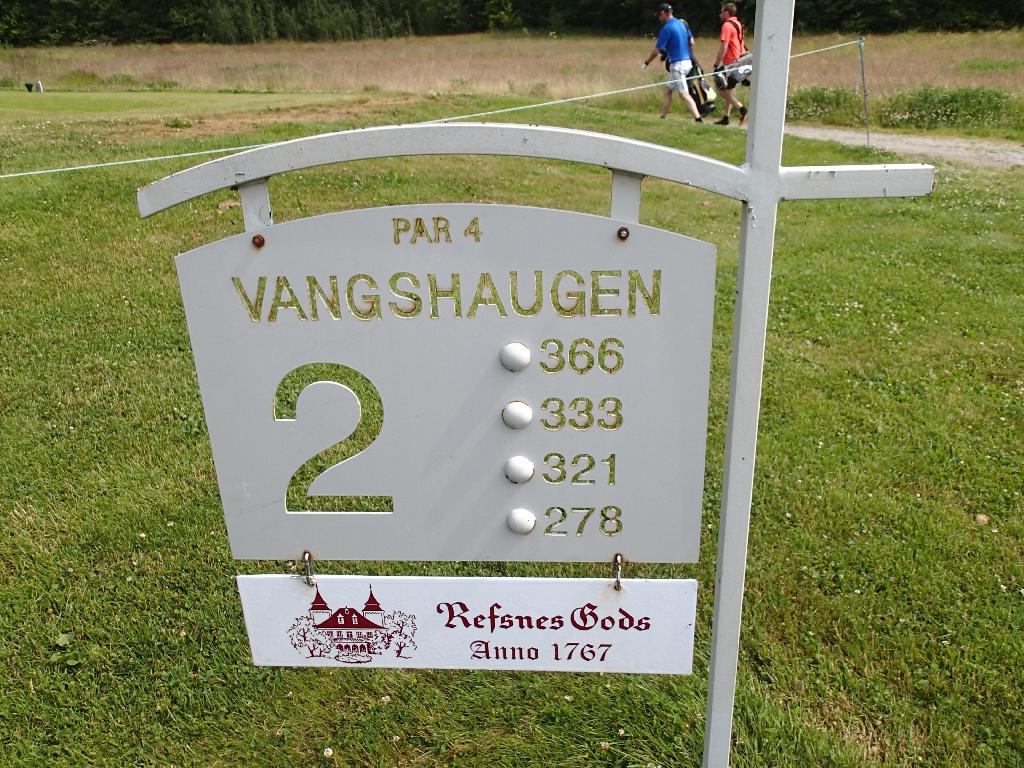 PAR 4
VANGSHAUGEN
2
366
333
321
278
Refsnes Gods
Anno 1767